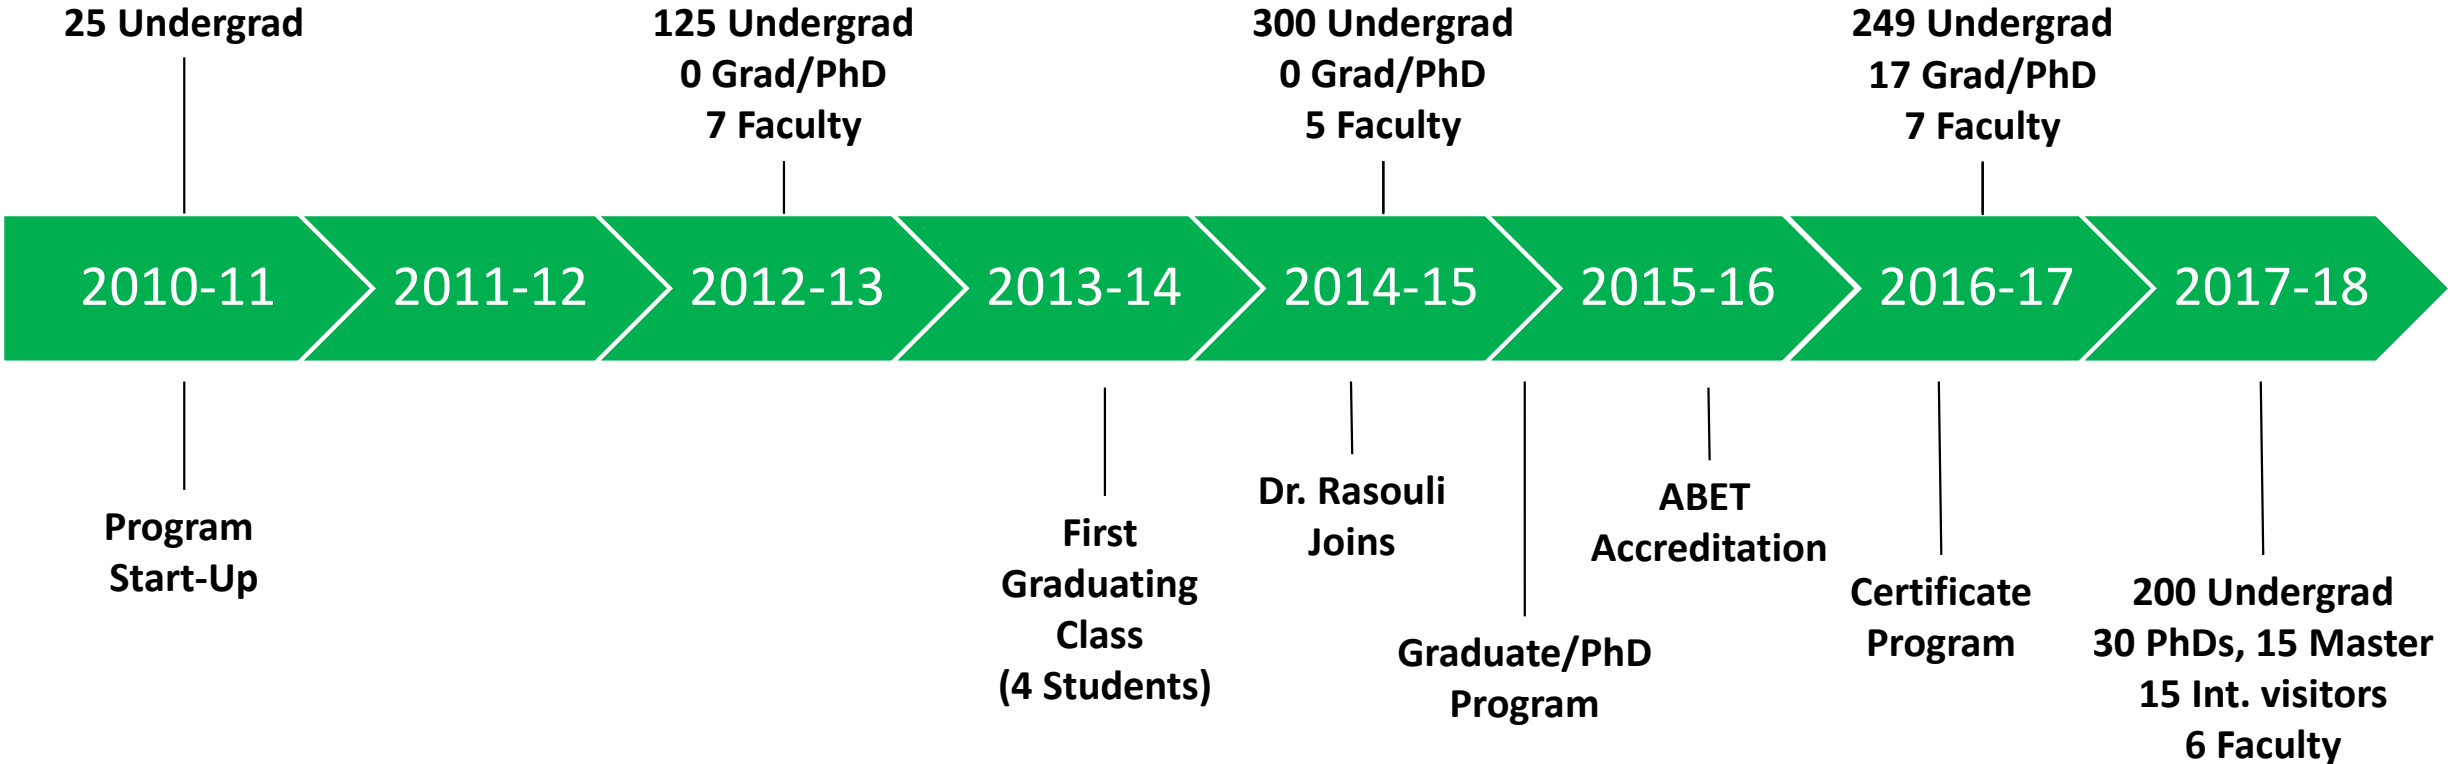 25 Undergrad
125 Undergrad
0 Grad/PhD
7 Faculty
300 Undergrad
0 Grad/PhD
5 Faculty
249 Undergrad
17 Grad/PhD
7 Faculty
2010-11
2011-12
2012-13
2013-14
2014-15
2015-16
2016-17
2017-18
Program
Start-Up
First
Graduating
Class
(4 Students)
Dr. Rasouli
Joins
Graduate/PhD
Program
ABET
Accreditation
Certificate
Program
200 Undergrad
30 PhDs, 15 Master
15 Int. visitors
6 Faculty